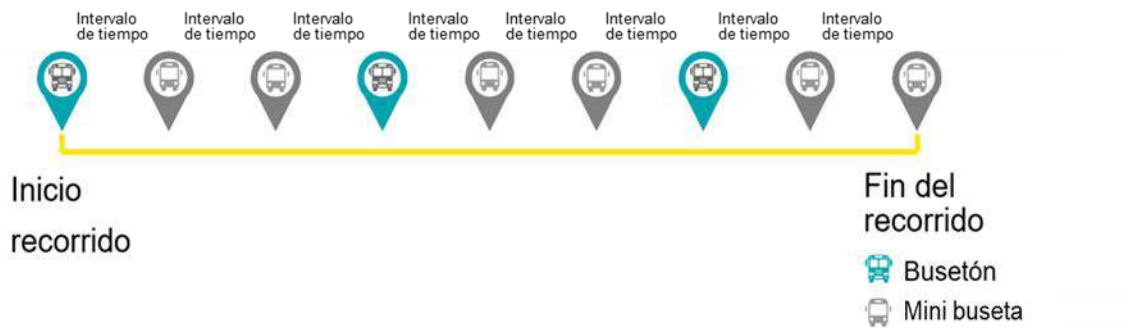 Intervalo
de tiempo
Intervalo
de tiempo
Intervalo
de tiempo
Intervalo
de tiempo
Intervalo
de tiempo
Intervalo
de tiempo
Intervalo
de tiempo
Intervalo
de tiempo
Inicio
recorrido
Fin del
recorrido
Busetón
Mini buseta